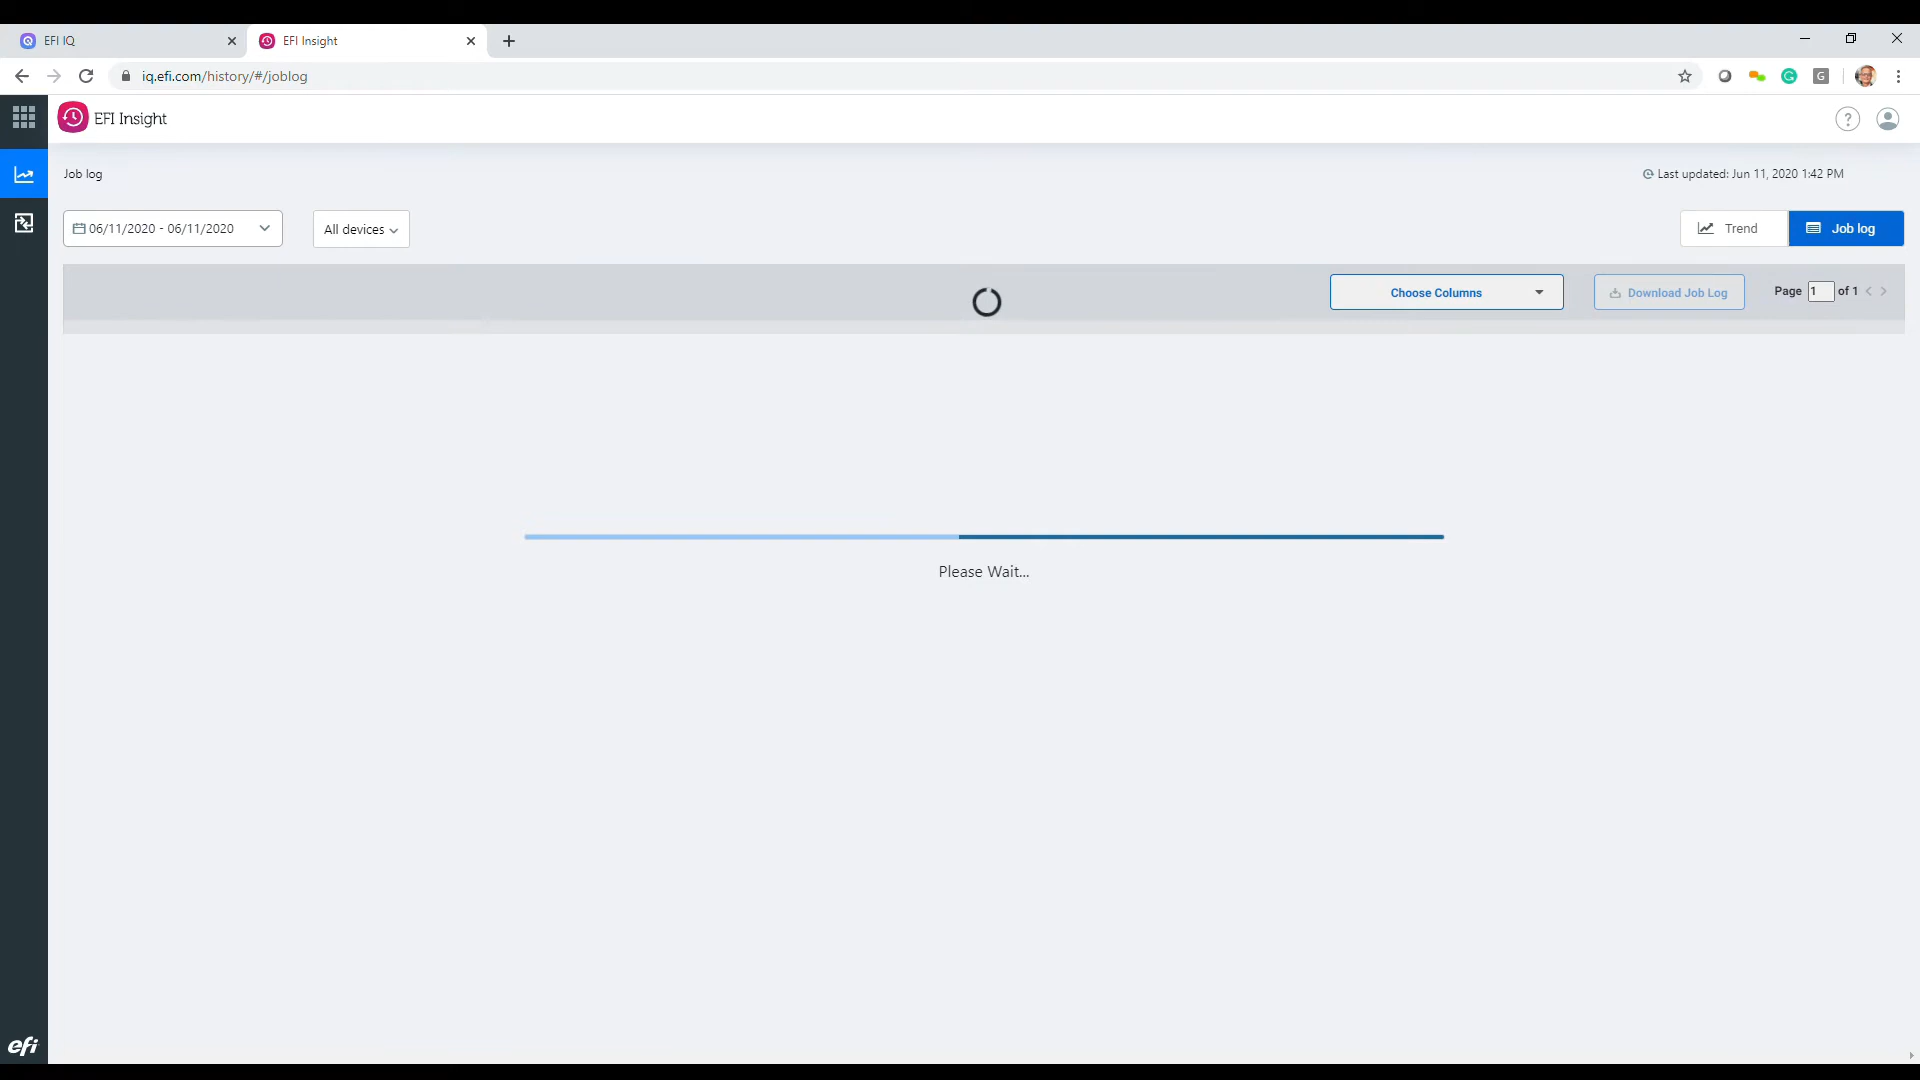 EFI IQ
EFI Insight
iq.efi.com/history/#/joblog
EFI Insight
Job log
Last updated: Jun 11, 2020 1:42 PM
06/11/2020 - 06/11/2020
All devices
Trend
Job log
Choose Columns
Download Job Log
Page 1 of 1
Please Wait...
efi